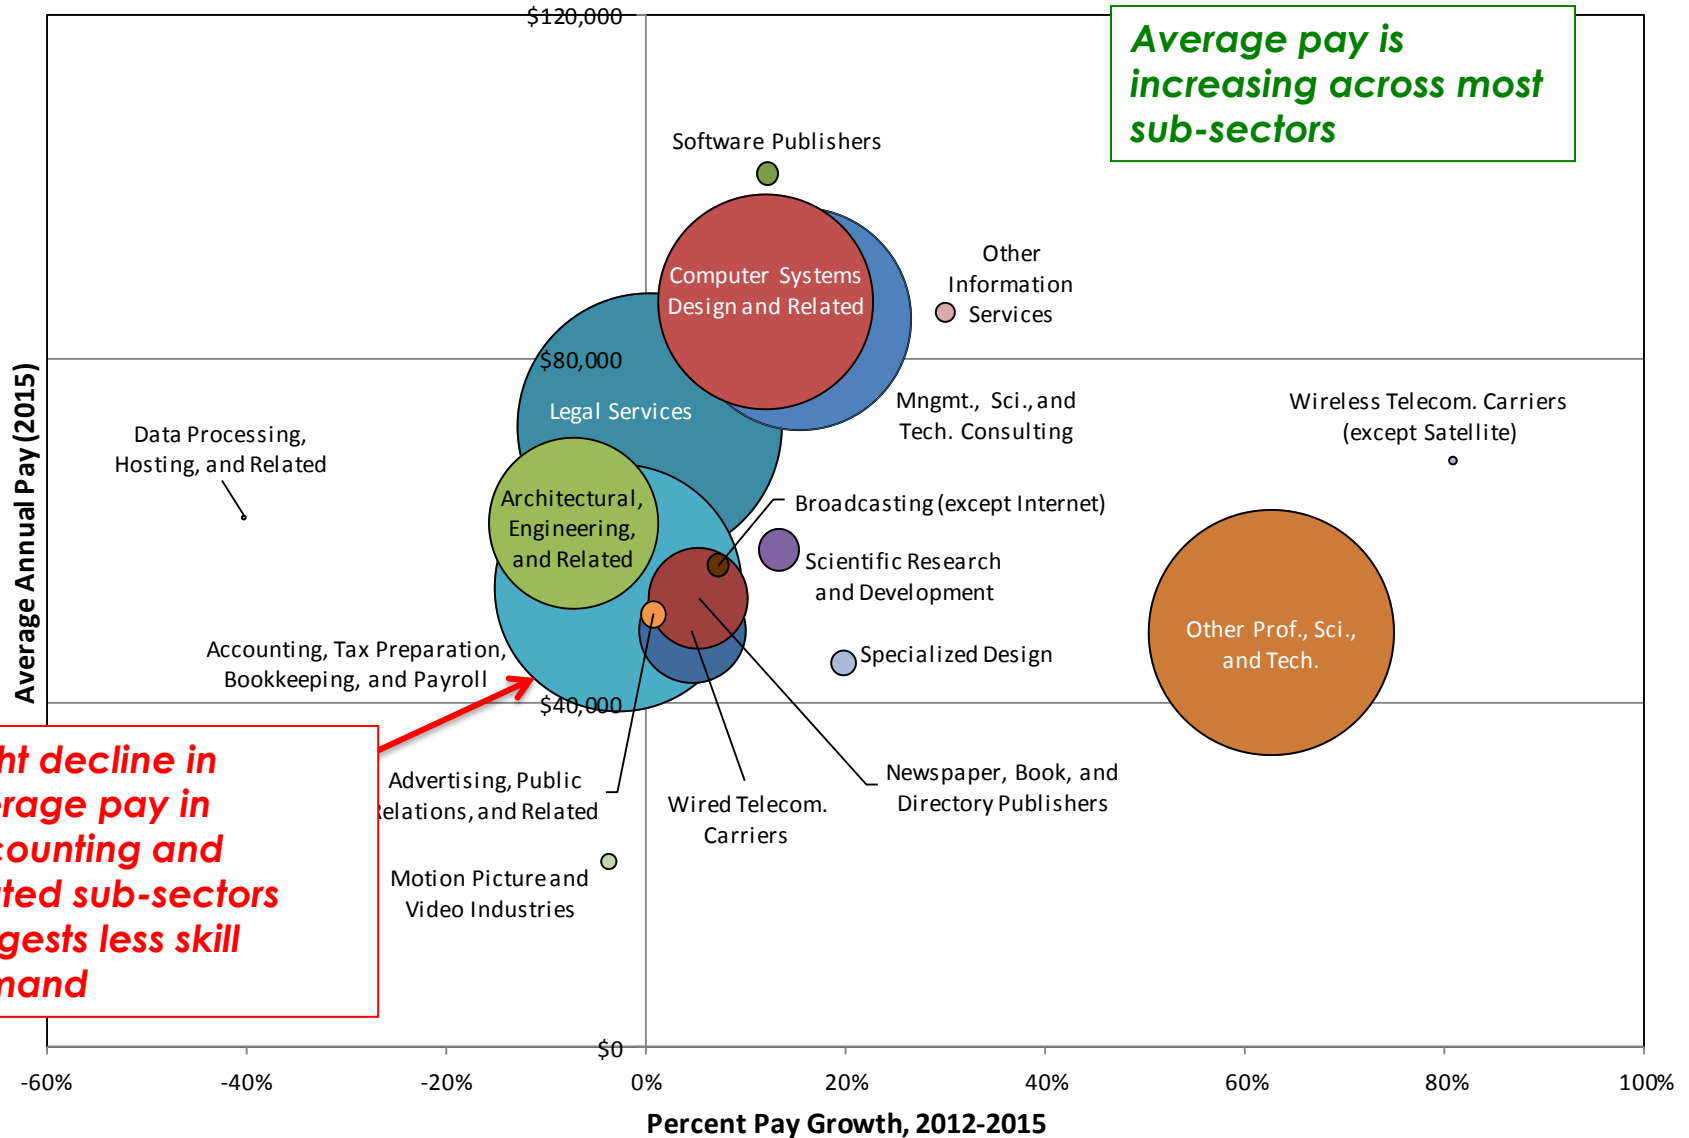 $120,000
Average pay is
increasing across most
sub-sectors
Software Publishers
Other
Information
Services
Computer Systems
Design and Related
$80,000
Legal Services
Mngmt., Sci., and
Tech. Consulting
Wireless Telecom. Carriers
(except Satellite)
Data Processing,
Hosting, and Related
Architectural,
Engineering,
and Related
Broadcasting (except Internet)
Scientific Research
and Development
Other Prof., Sci.,
and Tech.
Specialized Design
Accounting, Tax Preparation,
Bookkeeping, and Payroll
$40,000
decline in
pay in
and
sub-sectors
less skill
Advertising, Public
Relations, and Related
Wired Telecom.
Carriers
Newspaper, Book, and
Directory Publishers
Motion Picture and
Video Industries
$0
-60%
-40%
-20%
0%
20%
40%
60%
80%
100%
Percent Pay Growth, 2012-2015
Average Annual Pay (2015)